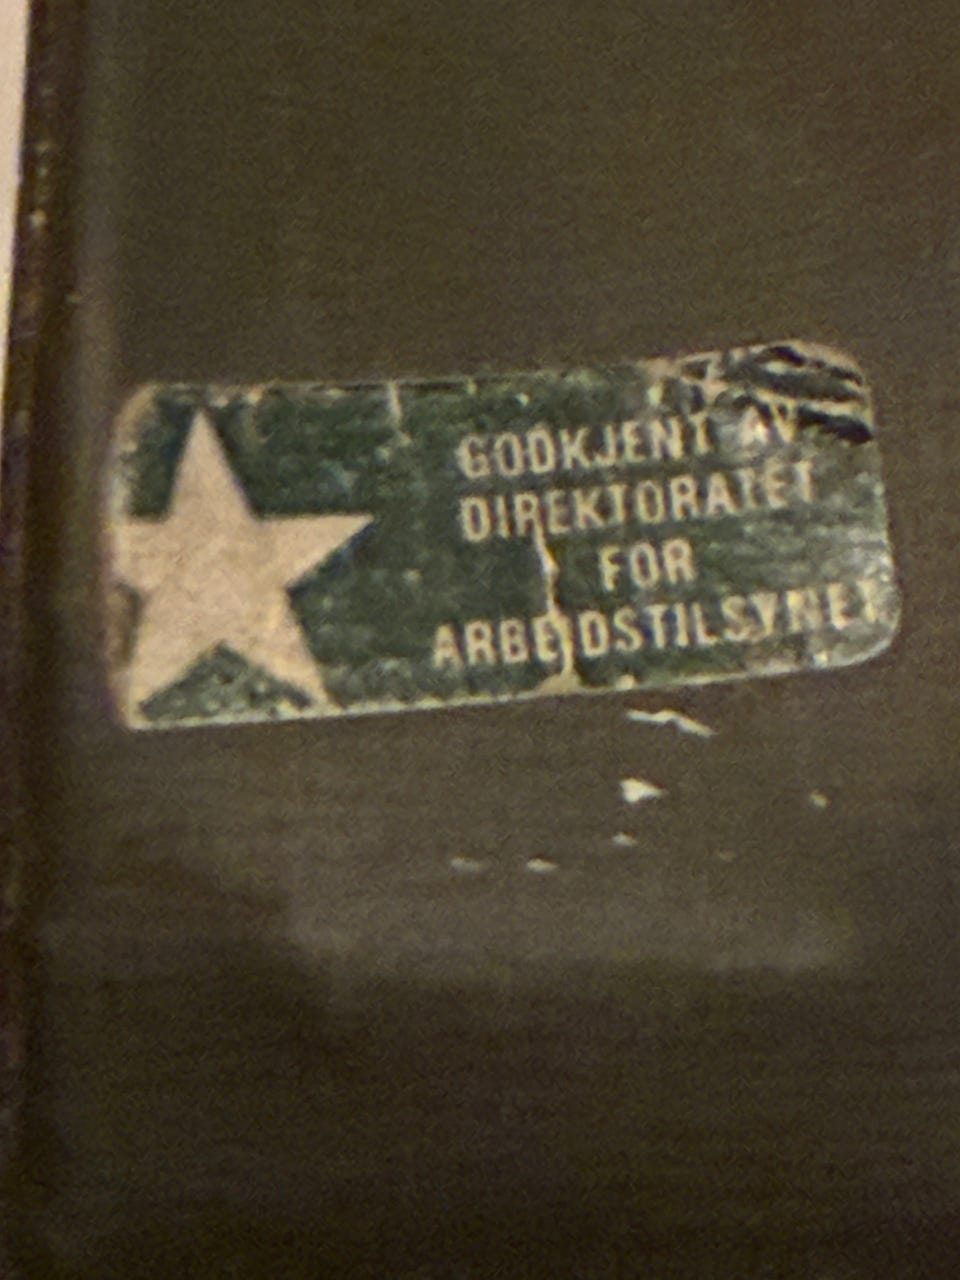 GODKJENT AV
DIREKTORATET
FOR
ARBEIDSTILSYNET